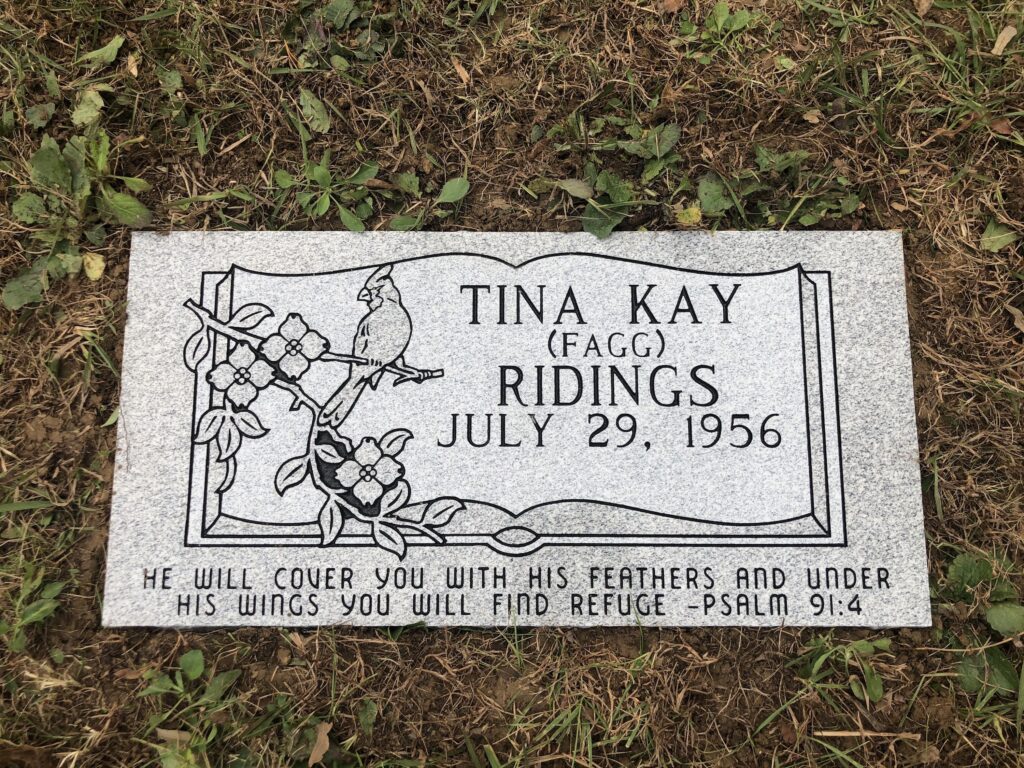 TINA KAY
(FAGG)
RIDINGS
JULY 29, 1956
HE WILL COVER YOU WITH HIS FEATHERS AND UNDER
HIS WINGS YOU WILL FIND REFUGE -PSALM 91:4